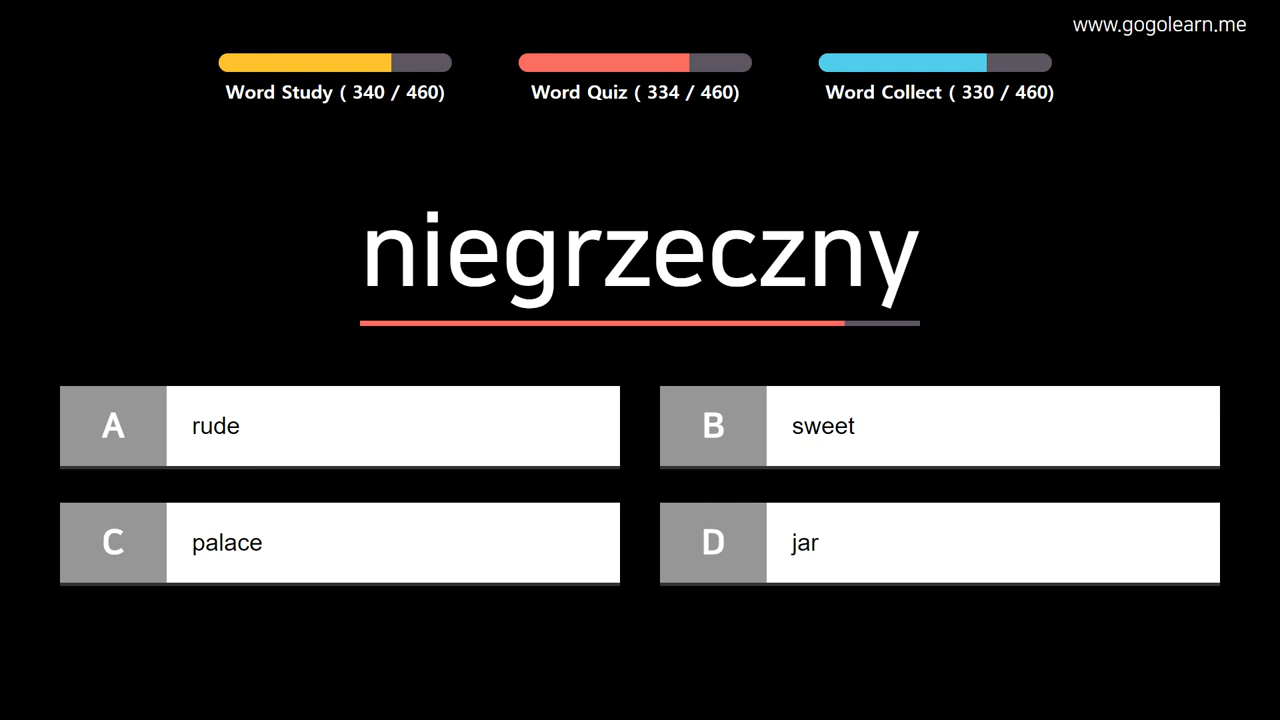 www.gogolearn.me
Word Study ( 340 / 460)
Word Quiz ( 334 / 460)
Word Collect ( 330 / 460)
niegrzeczny
A rude
B sweet
C palace
D jar